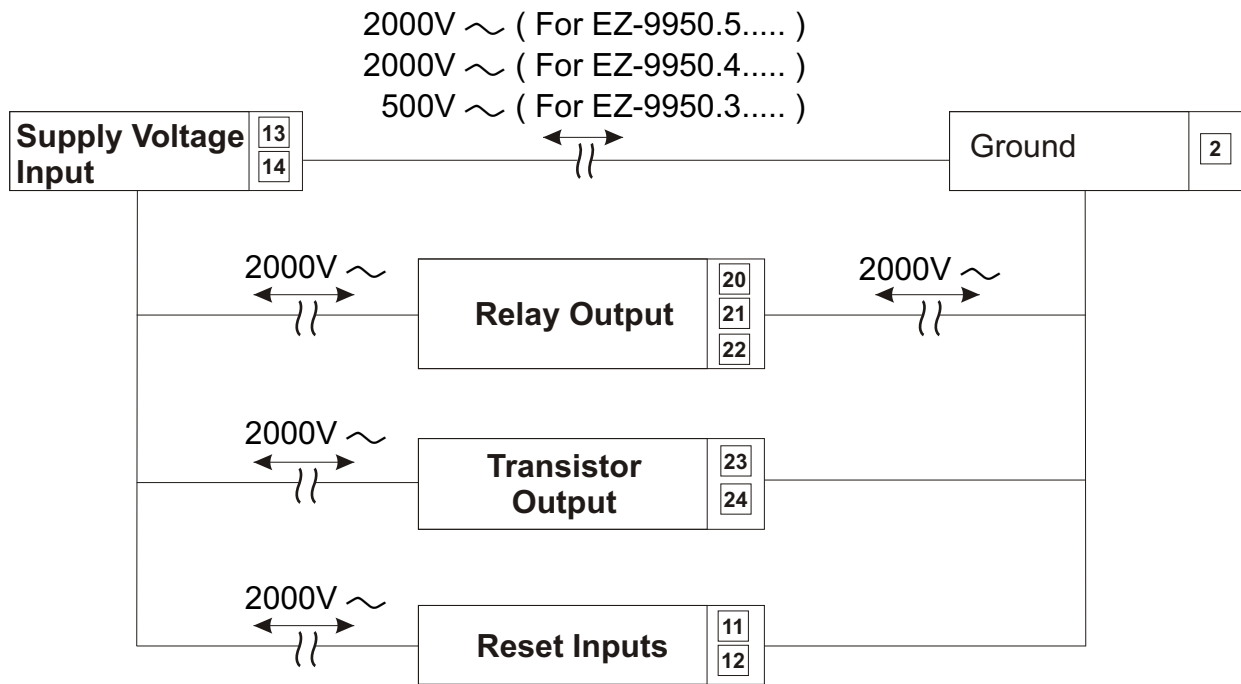 2000V ~ ( For EZ-9950.5..... )
2000V ~ ( For EZ-9950.4..... )
500V ~ ( For EZ-9950.3..... )
Supply Voltage
Input
13
14
Ground
2
2000V ~
Relay Output
20
21
22
2000V ~
2000V ~
Transistor
Output
23
24
2000V ~
Reset Inputs
11
12